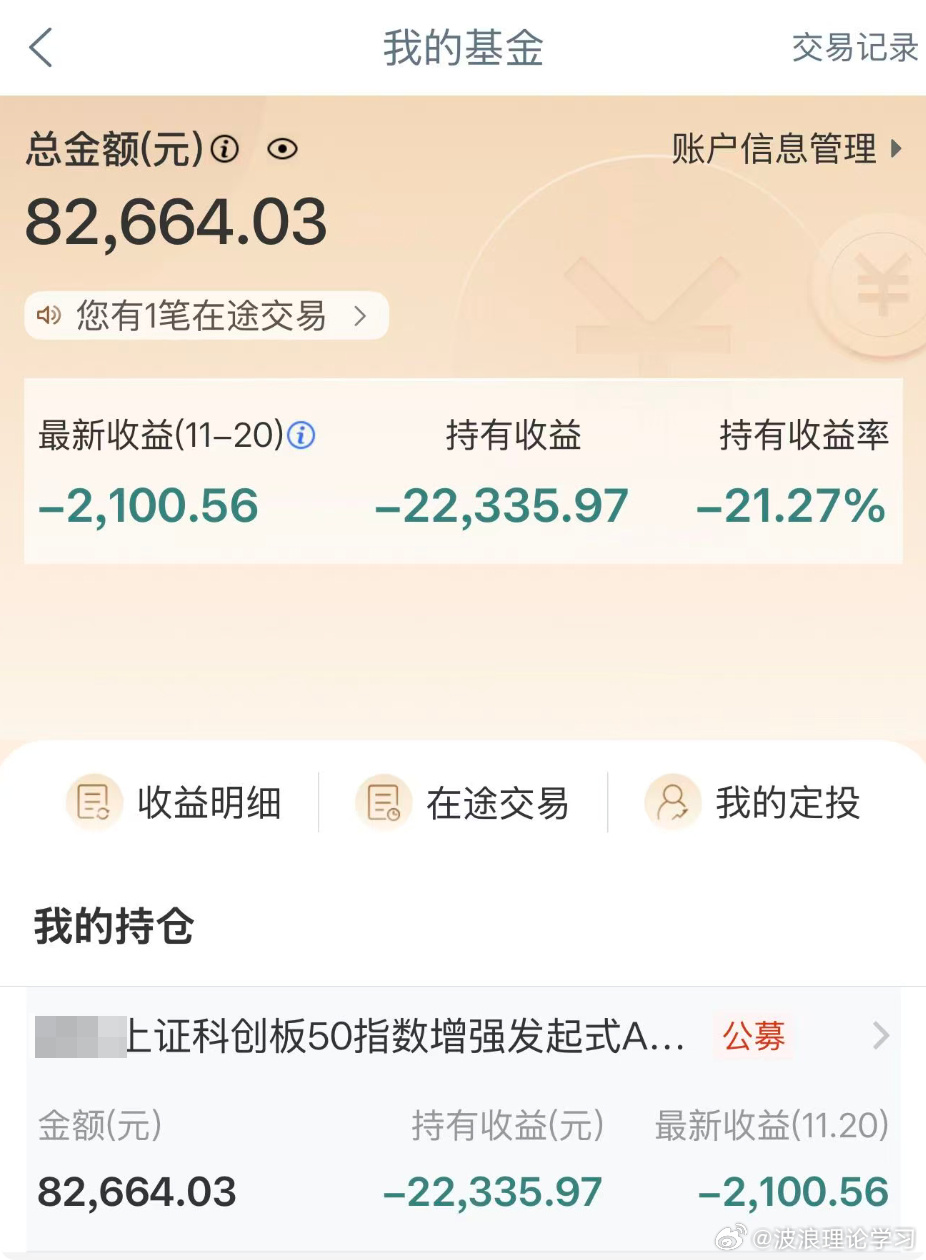 我的基金
交易记录
总金额(元)
账户信息管理
82,664.03
您有1笔在途交易
最新收益(11-20) 持有收益 持有收益率
-2,100.56 -22,335.97 -21.27%
收益明细 在途交易 我的定投
我的持仓
上证科创板50指数增强发起式A... 公募
金额(元) 持有收益(元) 最新收益(11.20)
82,664.03 -22,335.97 -2,100.56
@波浪理论学习